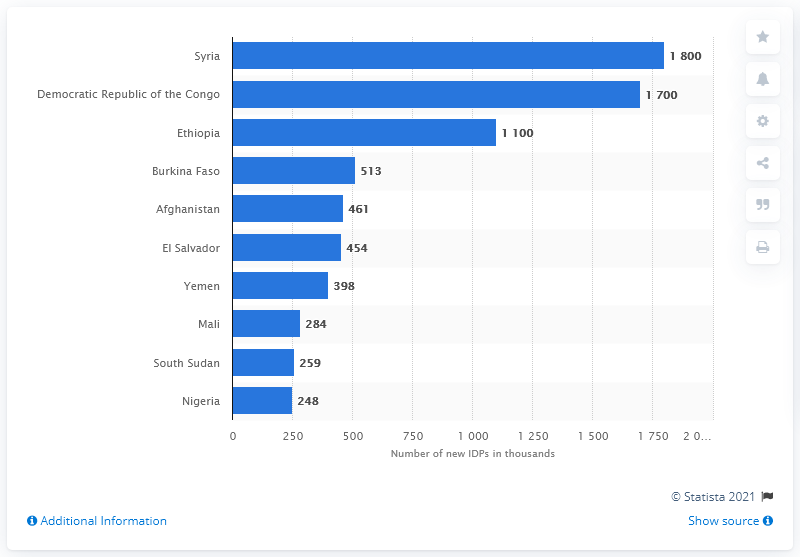 Syria 1 800
Democratic Republic of the Congo 1 700
Ethiopia 1 100
Burkina Faso 513
Afghanistan 461
El Salvador 454
Yemen 398
Mali 284
South Sudan 259
Nigeria 248
0 250 500 750 1 000 1 250 1 500 1 750 2 0…
Number of new IDPs in thousands
© Statista 2021
Additional Information Show source